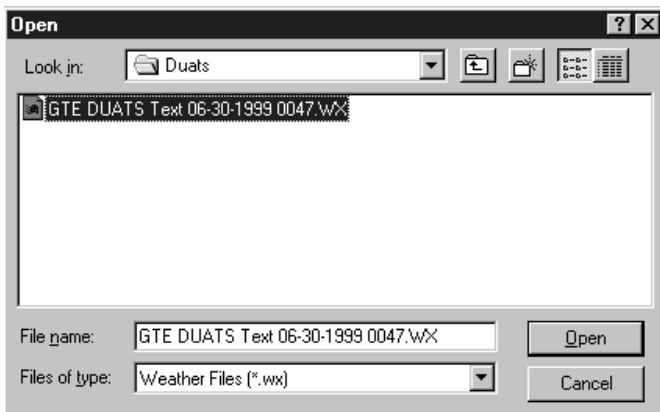 Open
Look in: Duats
GTE DUATS Text 06-30-1999 0047.WX
File name: GTE DUATS Text 06-30-1999 0047.WX Open
Files of type: Weather Files (*.wx) Cancel